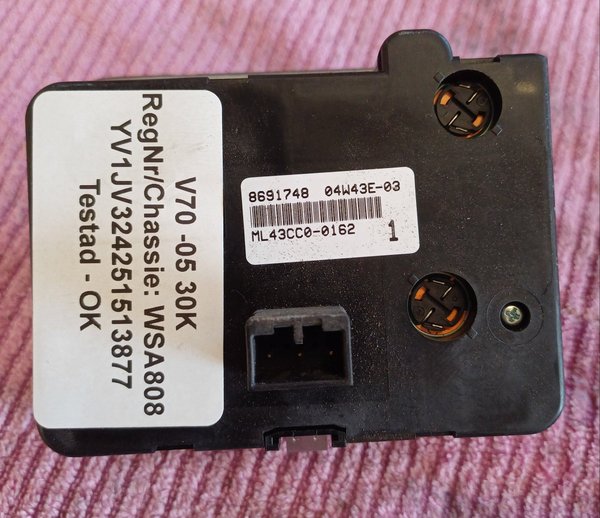 V70 -05 30K
RegNr/Chassie: WSA808
YV1JV324251513877
Testad - OK
8691748 04W43E-03
ML43CC0-0162 1